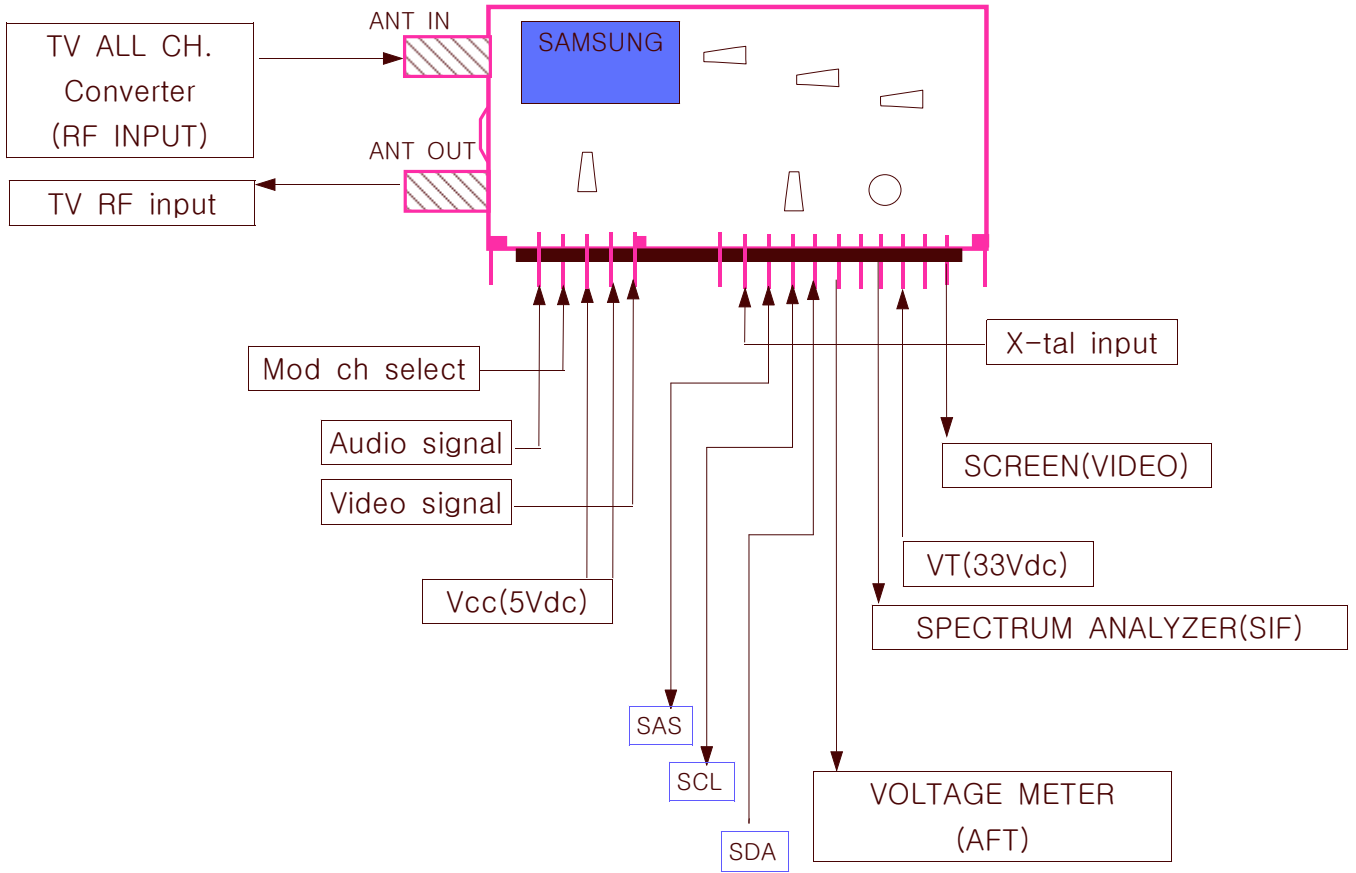 ANT IN
TV ALL CH.
Converter
(RF INPUT)
SAMSUNG
ANT OUT
TV RF input
X-tal input
Mod ch select
Audio signal
SCREEN(VIDEO)
Video signal
VT(33Vdc)
Vcc(5Vdc)
SPECTRUM ANALYZER(SIF)
SAS
SCL
VOLTAGE METER
(AFT)
SDA